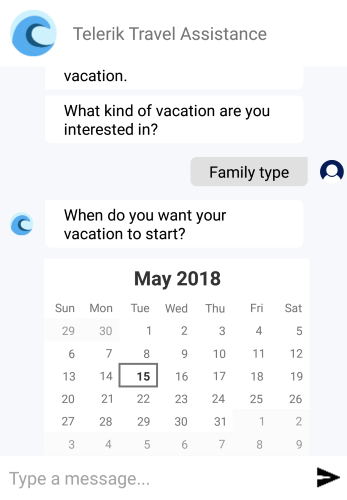 Telerik Travel Assistance
vacation.
What kind of vacation are you
interested in?
Family type
When do you want your
vacation to start?
May 2018
Sun Mon Tue Wed Thu Fri Sat
29 30 1 2 3 4 5
6 7 8 9 10 11 12
13 14 15 16 17 18 19
20 21 22 23 24 25 26
27 28 29 30 31 1 2
3 4 5 6 7 8 9
Type a message...